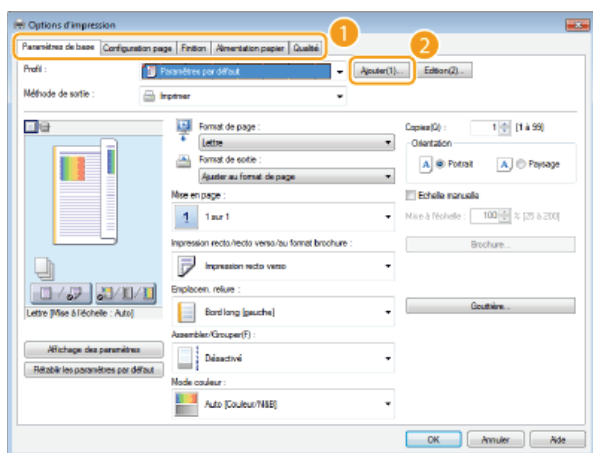 Options d'impression
1
2
Paramètres de base Configuration page Finition Alimentation papier Qualité
Profil : Paramètres par défaut Ajouter(1)... Edition(2)...
Méthode de sortie : Imprimer
Format de page : Copies(Q) : 1 [1 à 99]
Lettre Orientation
Format de sortie : A Portrait A Paysage
Ajuster au format de page
Mise en page : Echelle manuelle
1 1 sur 1 Mise à l'échelle : 100 % [25 à 200]
Impression recto/recto verso/au format brochure : Brochure...
Impression recto verso
Emplacem. reliure :
Lettre [Mise à l'échelle : Auto] Bord long [gauche] Gouttière...
Assembler/Grouper(F) :
Affichage des paramètres Désactivé
Rétablir les paramètres par défaut
Mode couleur :
Auto [Couleur/N&B]
OK Annuler Aide